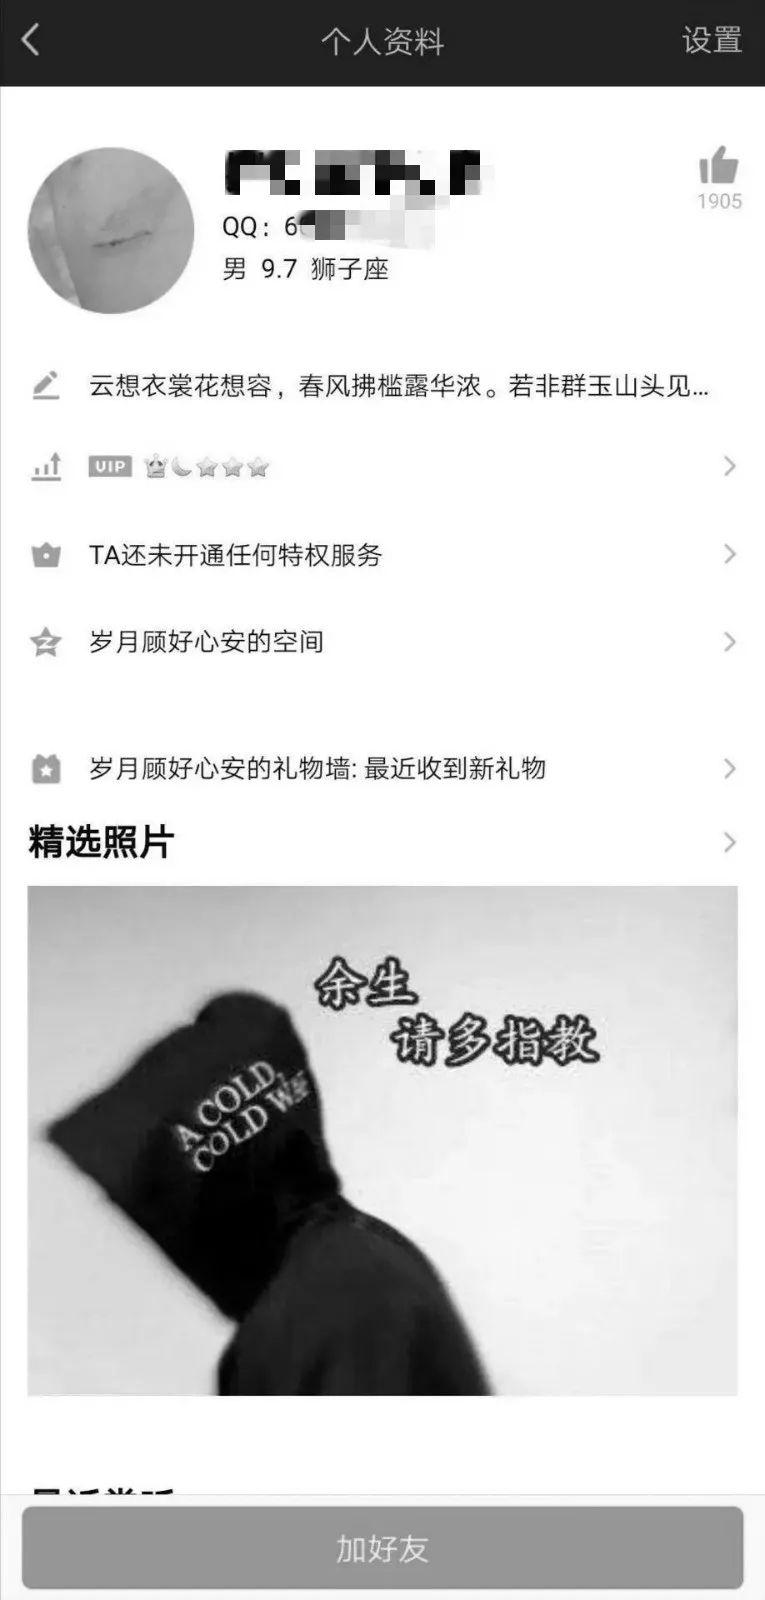 个人资料
设置
1905
QQ：6
男 9.7 狮子座
云想衣裳花想容，春风拂槛露华浓。若非群玉山头见...
VIP
TA还未开通任何特权服务
岁月顾好心安的空间
岁月顾好心安的礼物墙: 最近收到新礼物
精选照片
余生
请多指教
A COLD
COLD
加好友